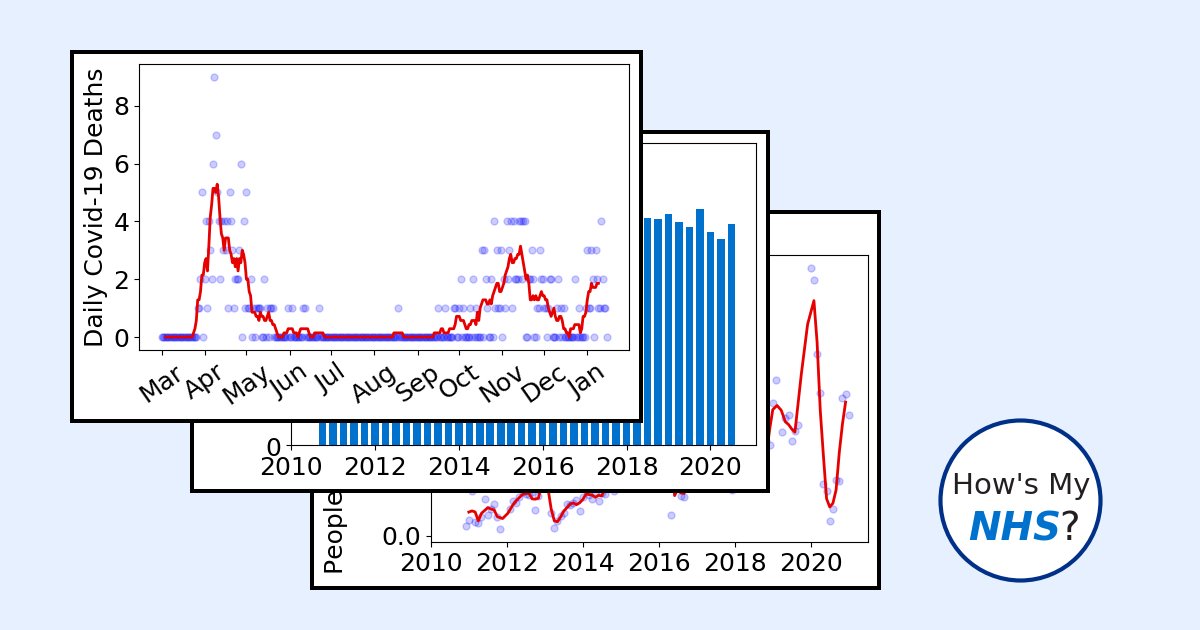 Daily Covid-19 Deaths
8
6
4
2
0
Mar Apr May Jun Jul Aug Sep Oct Nov Dec Jan
0
2010 2012 2014 2016 2018 2020
People
0.0
2010 2012 2014 2016 2018 2020
How's My
NHS?